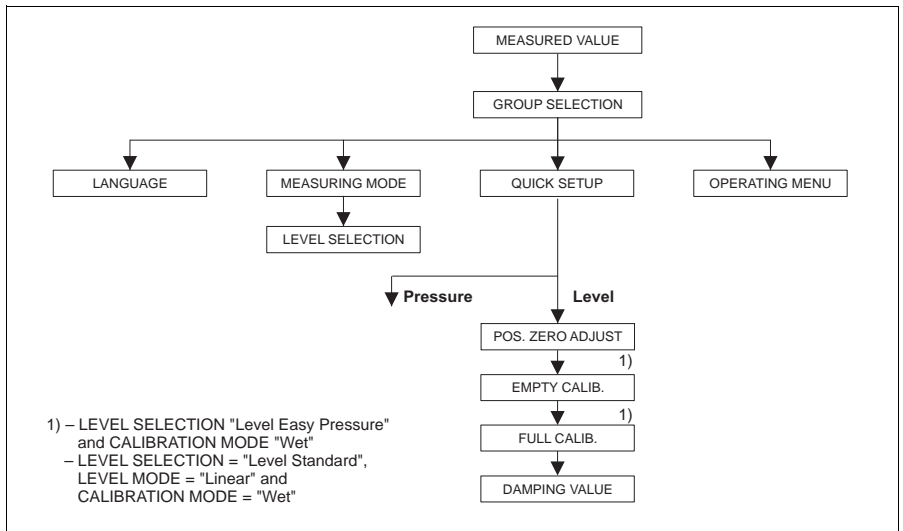 MEASURED VALUE
GROUP SELECTION
LANGUAGE
MEASURING MODE
QUICK SETUP
OPERATING MENU
LEVEL SELECTION
Pressure
Level
POS. ZERO ADJUST
1)
EMPTY CALIB.
1)
FULL CALIB.
DAMPING VALUE
1) – LEVEL SELECTION "Level Easy Pressure"
and CALIBRATION MODE "Wet"
– LEVEL SELECTION = "Level Standard",
LEVEL MODE = "Linear" and
CALIBRATION MODE = "Wet"